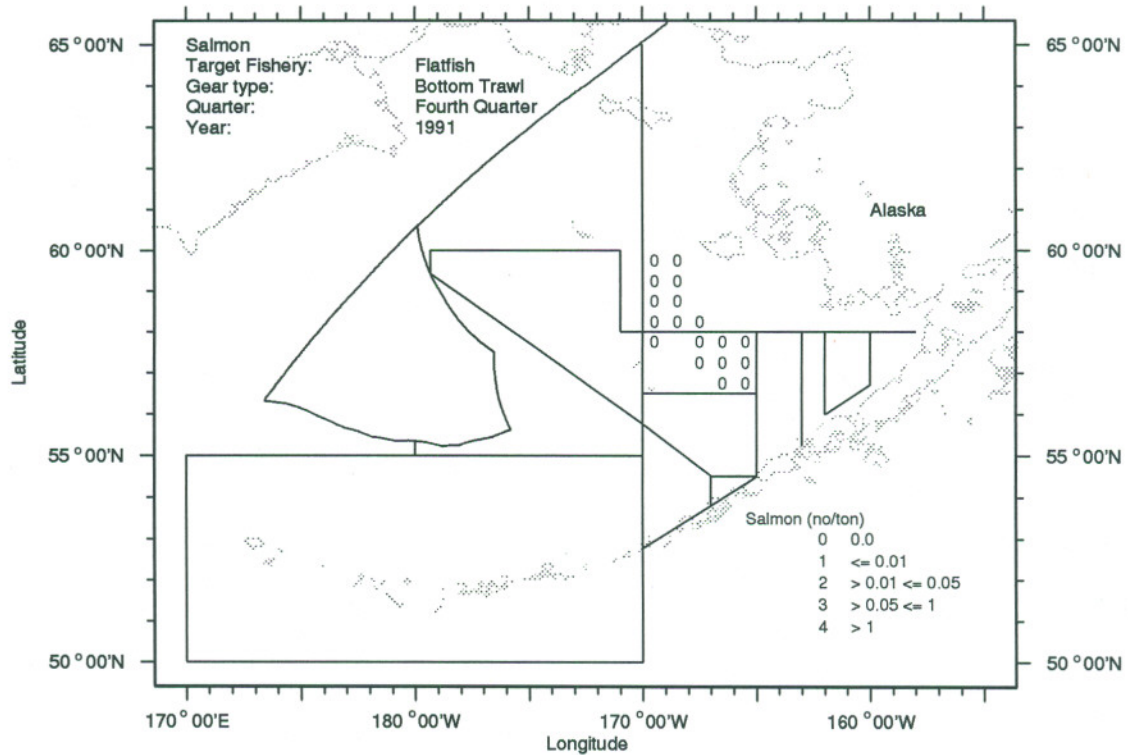 Salmon
Target Fishery: Flatfish
Gear type: Bottom Trawl
Quarter: Fourth Quarter
Year: 1991
65°00'N 65°00'N
Alaska
60°00'N 60°00'N
0 0
0 0
0 0
0 0 0
0 0 0 0
0 0 0
0 0
Latitude
55°00'N 55°00'N
Salmon (no/ton)
0 0.0
1 <= 0.01
2 > 0.01 <= 0.05
3 > 0.05 <= 1
4 > 1
50°00'N 50°00'N
170°00'E 180°00'W 170°00'W 160°00'W
Longitude